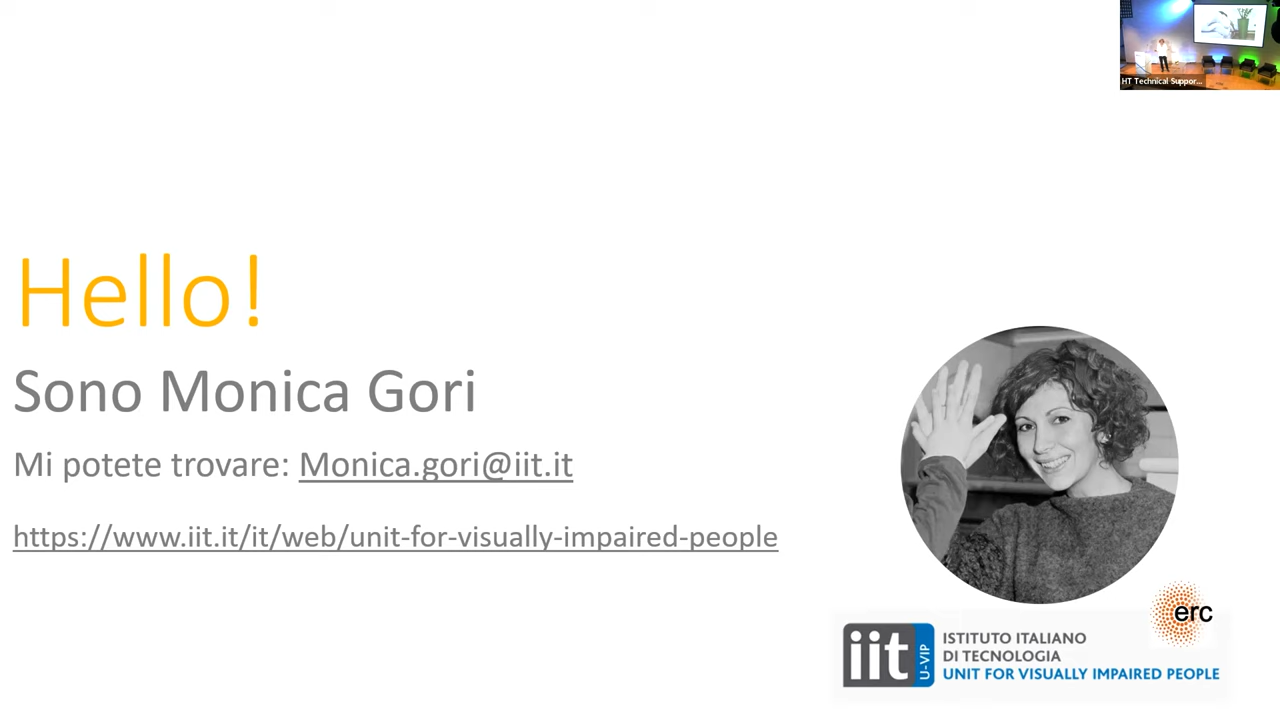 HT Technical Suppor...
Hello!
Sono Monica Gori
Mi potete trovare: Monica.gori@iit.it
https://www.iit.it/it/web/unit-for-visually-impaired-people
erc
iit
U-VIP
ISTITUTO ITALIANO
DI TECNOLOGIA
UNIT FOR VISUALLY IMPAIRED PEOPLE